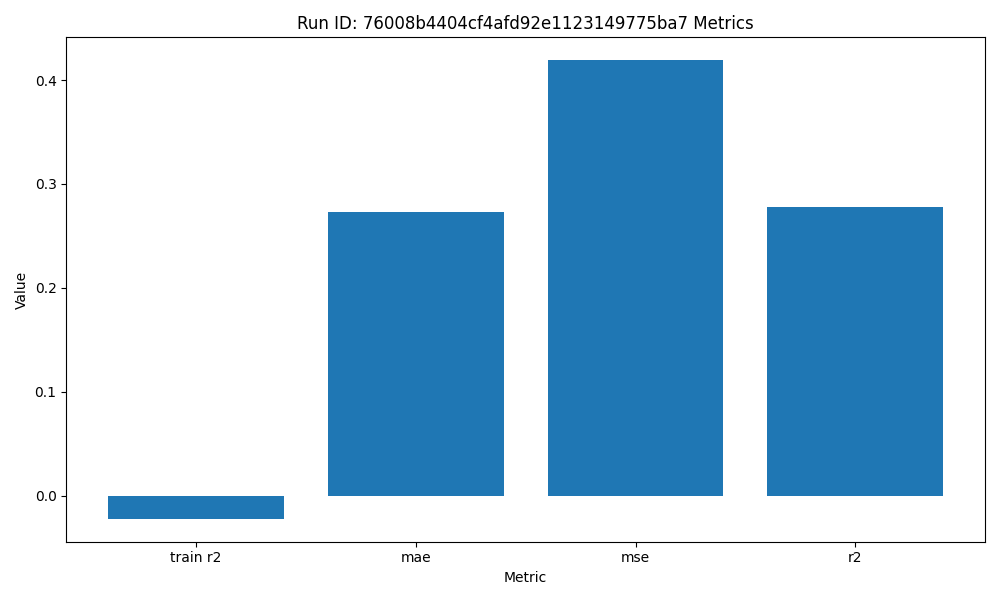 Run ID: 76008b4404cf4afd92e1123149775ba7 Metrics
Value
0.4
0.3
0.2
0.1
0.0
train r2
mae
mse
r2
Metric